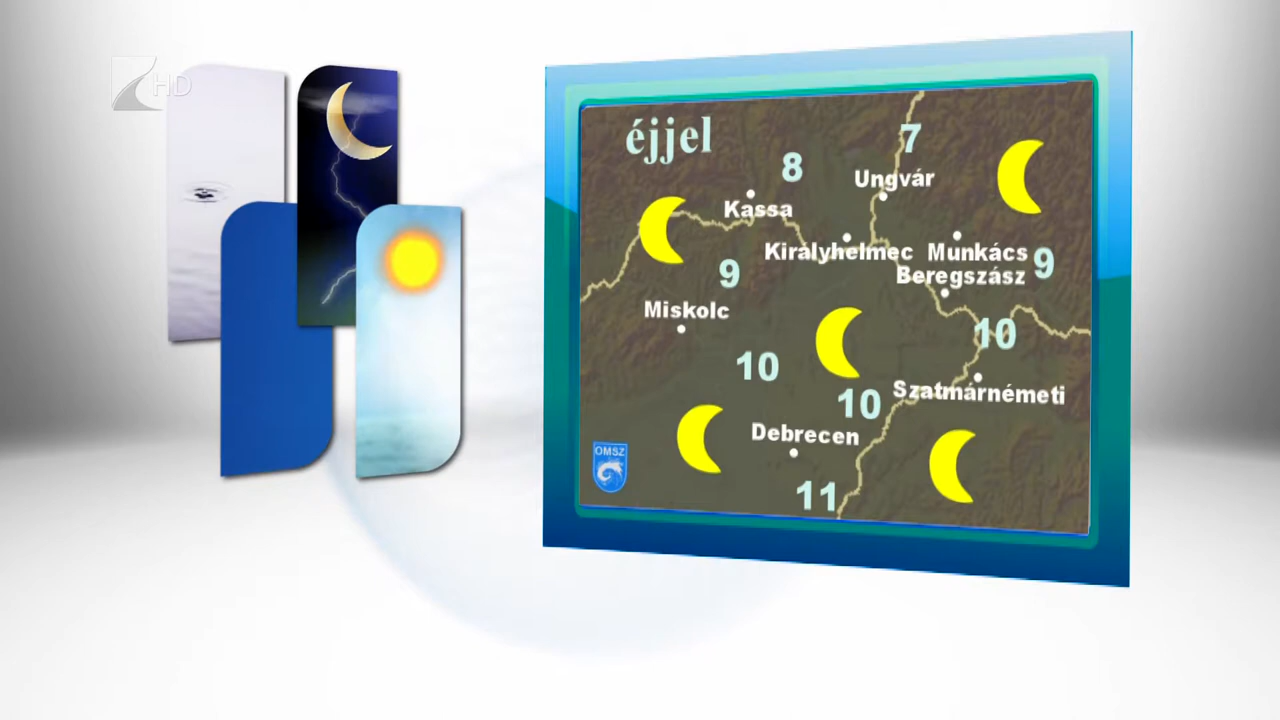 HD
éjjel
7
8
Ungvár
Kassa
Királyhelmec
Munkács
9
9
Beregszász
Miskolc
10
10
10
Szatmárnémeti
Debrecen
OMSZ
11